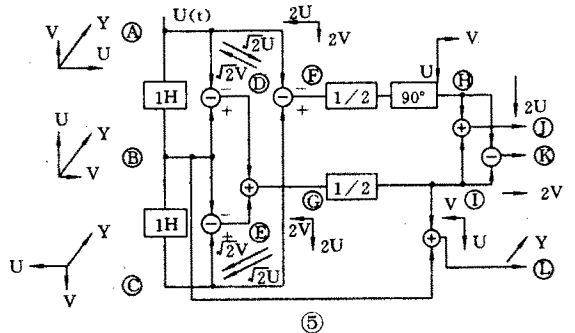 Ⓐ U(t) 2U 2V
V Y U
√2U √2V
Ⓓ Ⓕ
V U Ⓗ
1H − − + − + 1/2 90° 2U
+ Ⓙ
− Ⓚ
U Y V
Ⓑ
+ Ⓖ 1/2 Ⓘ 2V
1H − − + √2V Ⓔ 2V 2U V U
U Y V
√2U + Y Ⓛ
Ⓒ
⑤